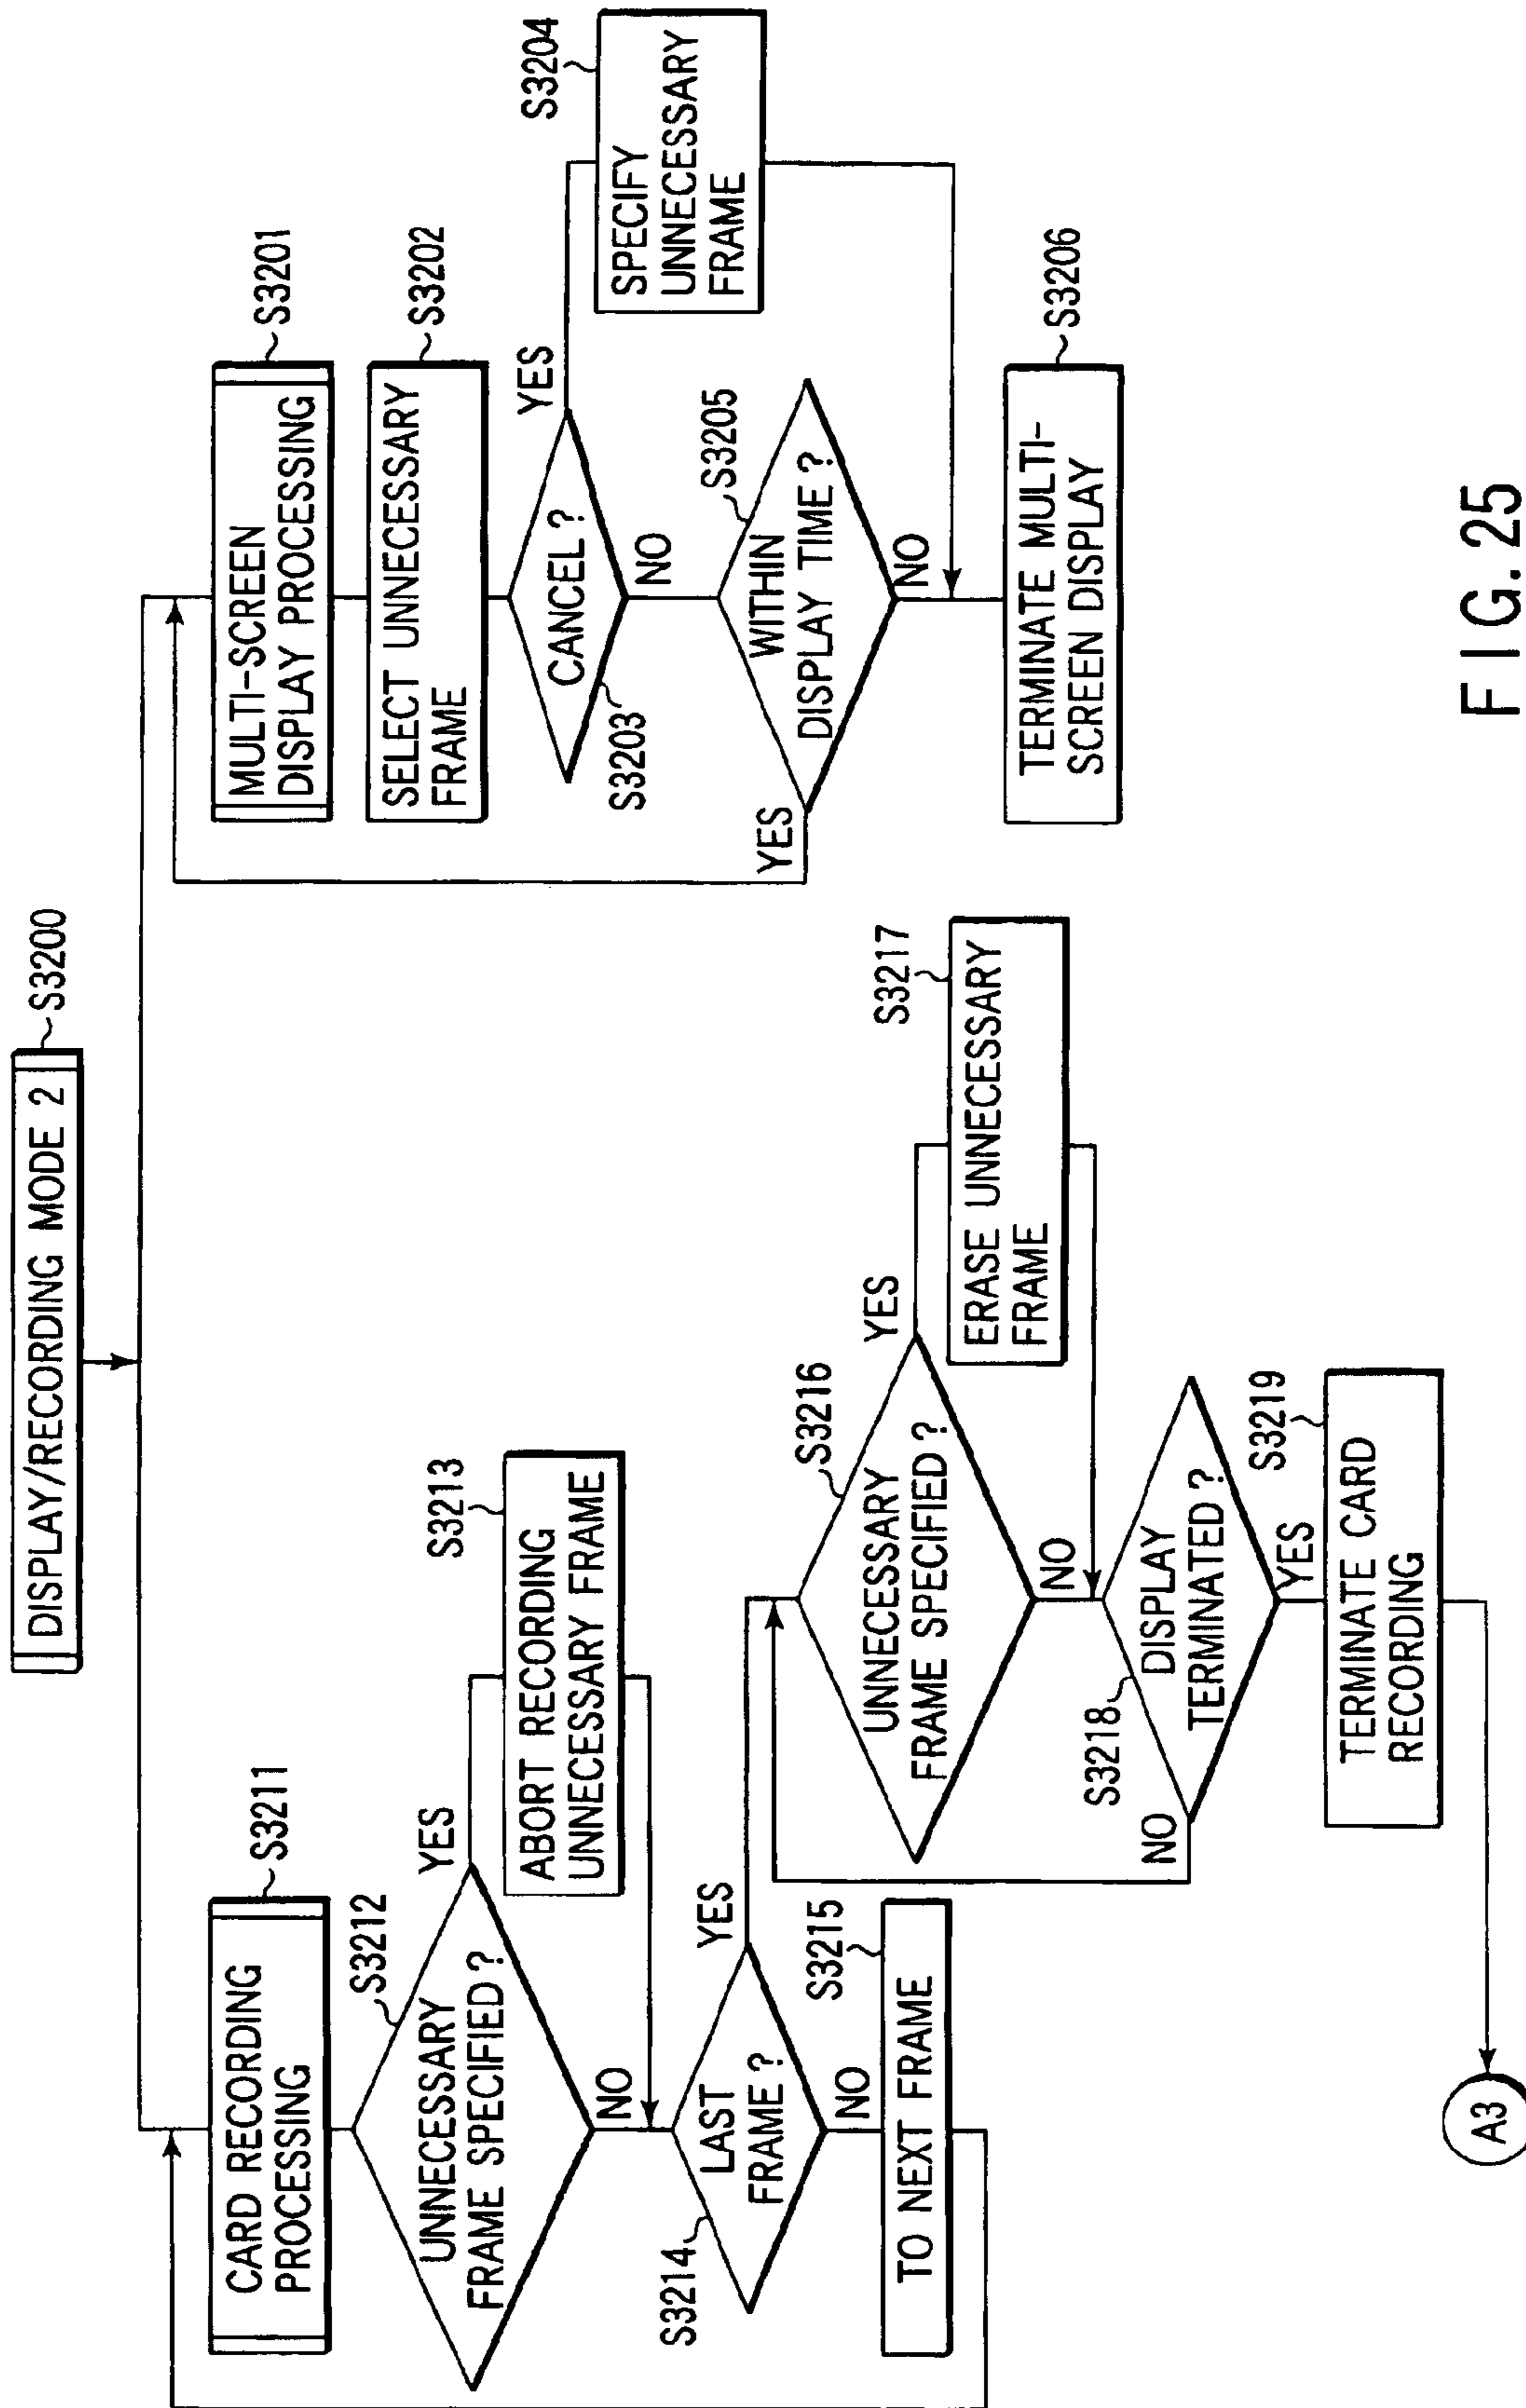 DISPLAY/RECORDING MODE 2
S3200
CARD RECORDING
PROCESSING
S3211
UNNECESSARY
FRAME SPECIFIED ?
S3212
YES
NO
ABORT RECORDING
UNNECESSARY FRAME
S3213
LAST
FRAME ?
S3214
YES
NO
TO NEXT FRAME
S3215
UNNECESSARY
FRAME SPECIFIED ?
S3216
YES
NO
ERASE UNNECESSARY
FRAME
S3217
DISPLAY
TERMINATED ?
S3218
NO
YES
TERMINATE CARD
RECORDING
S3219
A3
MULTI-SCREEN
DISPLAY PROCESSING
S3201
SELECT UNNECESSARY
FRAME
S3202
CANCEL ?
S3203
YES
NO
SPECIFY
UNNECESSARY
FRAME
S3204
WITHIN
DISPLAY TIME ?
S3205
YES
NO
TERMINATE MULTI-
SCREEN DISPLAY
S3206
FIG. 25